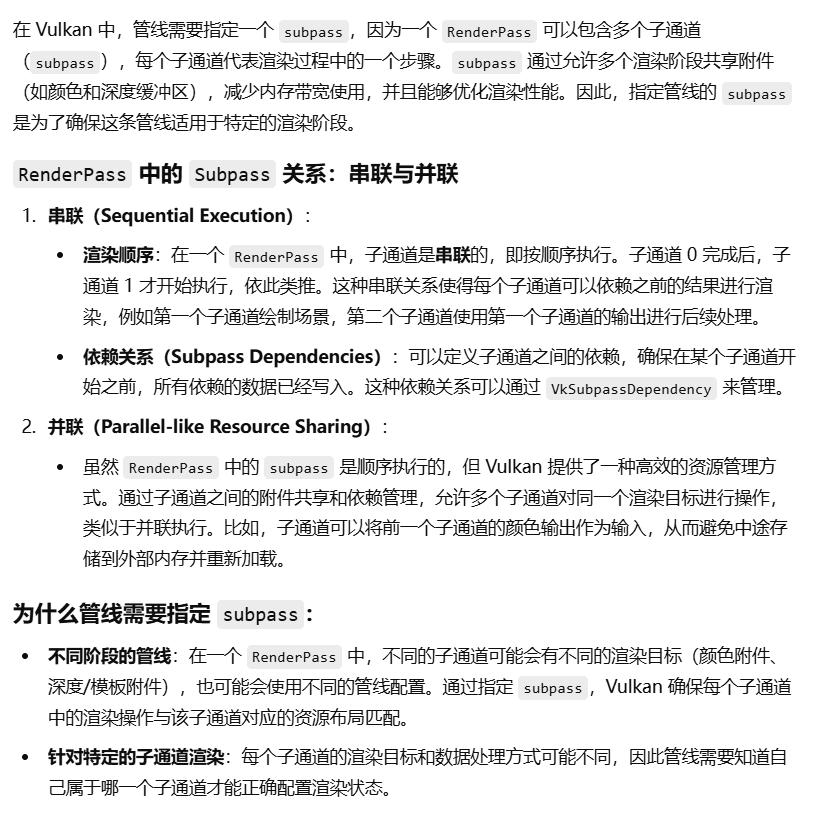 在 Vulkan 中，管线需要指定一个 subpass，因为一个 RenderPass 可以包含多个子通道
（subpass），每个子通道代表渲染过程中的一个步骤。subpass 通过允许多个渲染阶段共享附件
（如颜色和深度缓冲区），减少内存带宽使用，并且能够优化渲染性能。因此，指定管线的 subpass
是为了确保这条管线适用于特定的渲染阶段。
RenderPass 中的 Subpass 关系：串联与并联
1. 串联（Sequential Execution）：
• 渲染顺序：在一个 RenderPass 中，子通道是串联的，即按顺序执行。子通道 0 完成后，子
通道 1 才开始执行，依此类推。这种串联关系使得每个子通道可以依赖之前的结果进行渲
染，例如第一个子通道绘制场景，第二个子通道使用第一个子通道的输出进行后续处理。
• 依赖关系（Subpass Dependencies）：可以定义子通道之间的依赖，确保在某个子通道开
始之前，所有依赖的数据已经写入。这种依赖关系可以通过 VkSubpassDependency 来管理。
2. 并联（Parallel-like Resource Sharing）：
• 虽然 RenderPass 中的 subpass 是顺序执行的，但 Vulkan 提供了一种高效的资源管理方
式。通过子通道之间的附件共享和依赖管理，允许多个子通道对同一个渲染目标进行操作，
类似于并联执行。比如，子通道可以将前一个子通道的颜色输出作为输入，从而避免中途存
储到外部内存并重新加载。
为什么管线需要指定 subpass：
• 不同阶段的管线：在一个 RenderPass 中，不同的子通道可能会有不同的渲染目标（颜色附件、
深度/模板附件），也可能会使用不同的管线配置。通过指定 subpass，Vulkan 确保每个子通道
中的渲染操作与该子通道对应的资源布局匹配。
• 针对特定的子通道渲染：每个子通道的渲染目标和数据处理方式可能不同，因此管线需要知道自
己属于哪一个子通道才能正确配置渲染状态。